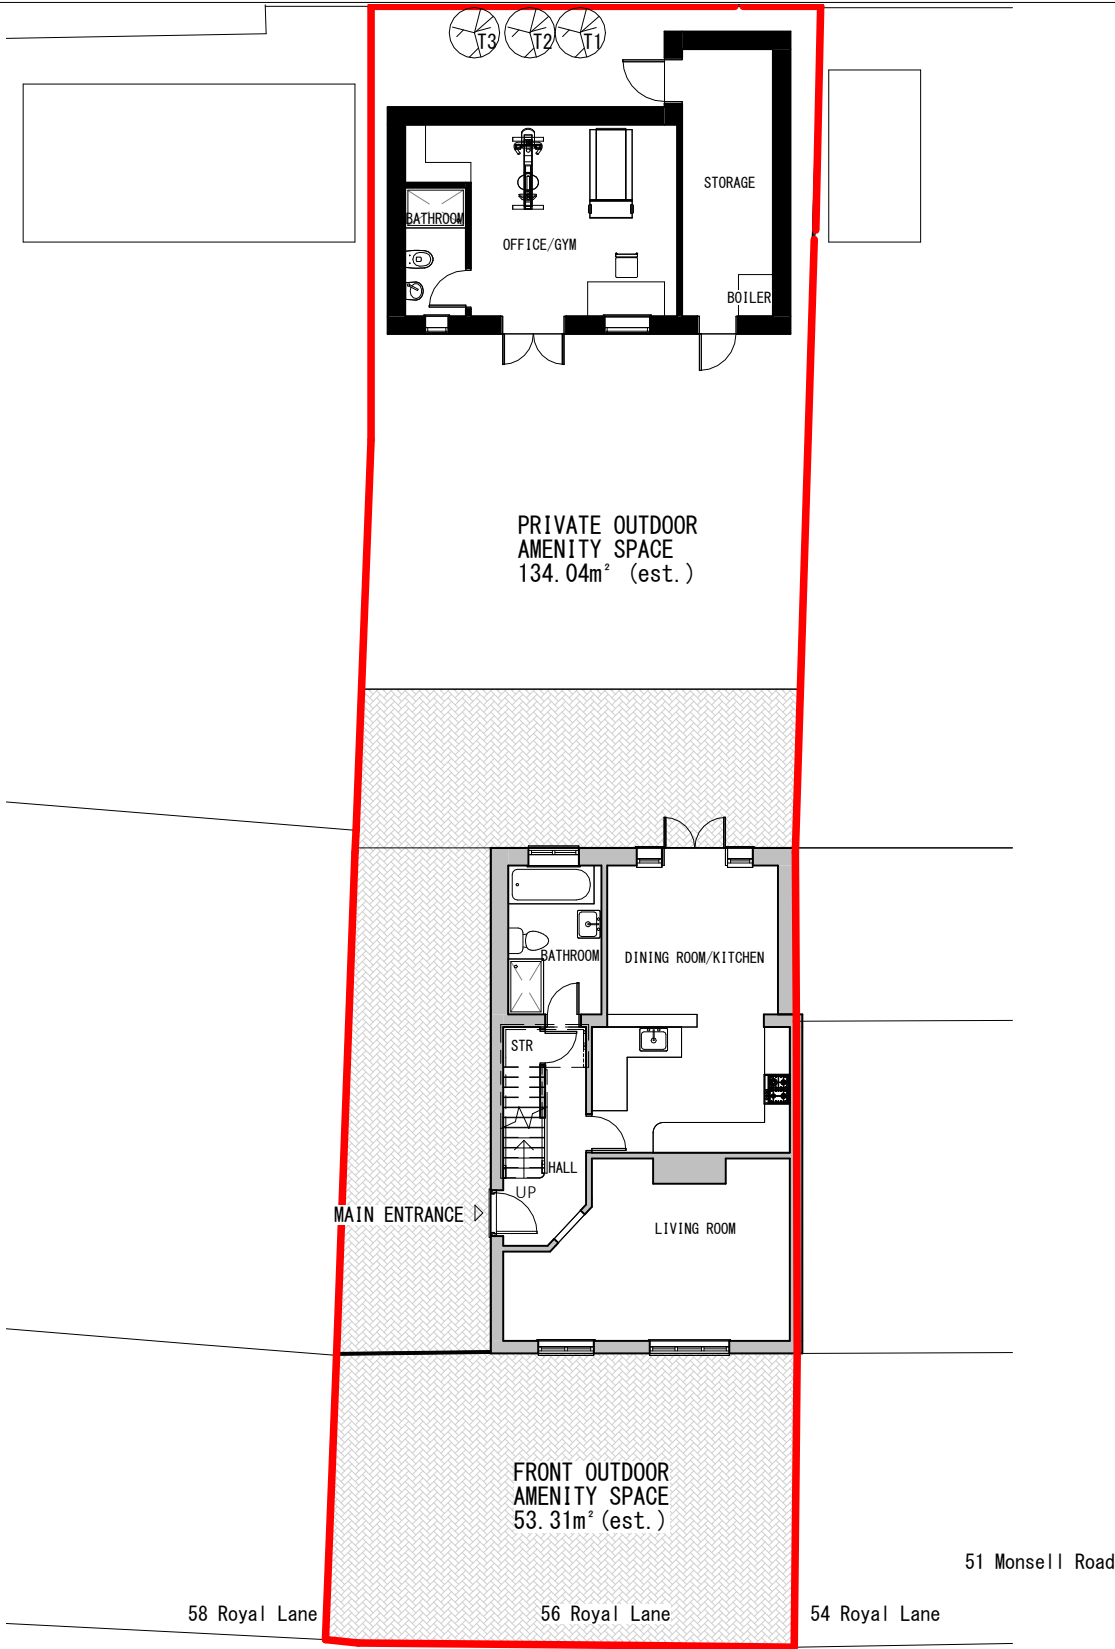 T3 T2 T1
STORAGE
BATHROOM
OFFICE/GYM
BOILER
PRIVATE OUTDOOR
AMENITY SPACE
134.04m² (est.)
BATHROOM
DINING ROOM/KITCHEN
STR
HALL
UP
MAIN ENTRANCE
LIVING ROOM
FRONT OUTDOOR
AMENITY SPACE
53.31m² (est.)
51 Monsell Road
58 Royal Lane
56 Royal Lane
54 Royal Lane